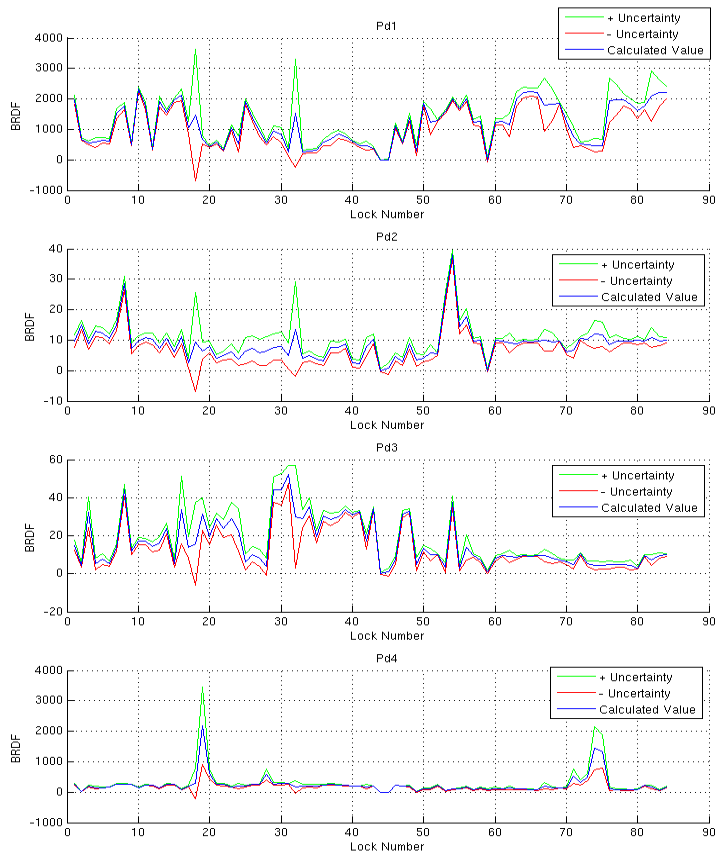 Pd1
+ Uncertainty
- Uncertainty
Calculated Value
4000
3000
2000
1000
0
-1000
BRDF
0 10 20 30 40 50 60 70 80 90
Lock Number
Pd2
+ Uncertainty
- Uncertainty
Calculated Value
40
30
20
10
0
-10
BRDF
0 10 20 30 40 50 60 70 80 90
Lock Number
Pd3
+ Uncertainty
- Uncertainty
Calculated Value
60
40
20
0
-20
BRDF
0 10 20 30 40 50 60 70 80 90
Lock Number
Pd4
+ Uncertainty
- Uncertainty
Calculated Value
4000
3000
2000
1000
0
-1000
BRDF
0 10 20 30 40 50 60 70 80 90
Lock Number